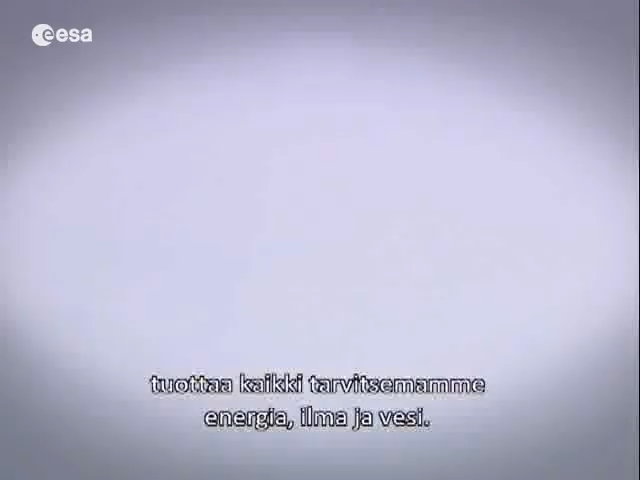 esa
tuottaa kaikki tarvitsemamme
energia, ilma ja vesi.